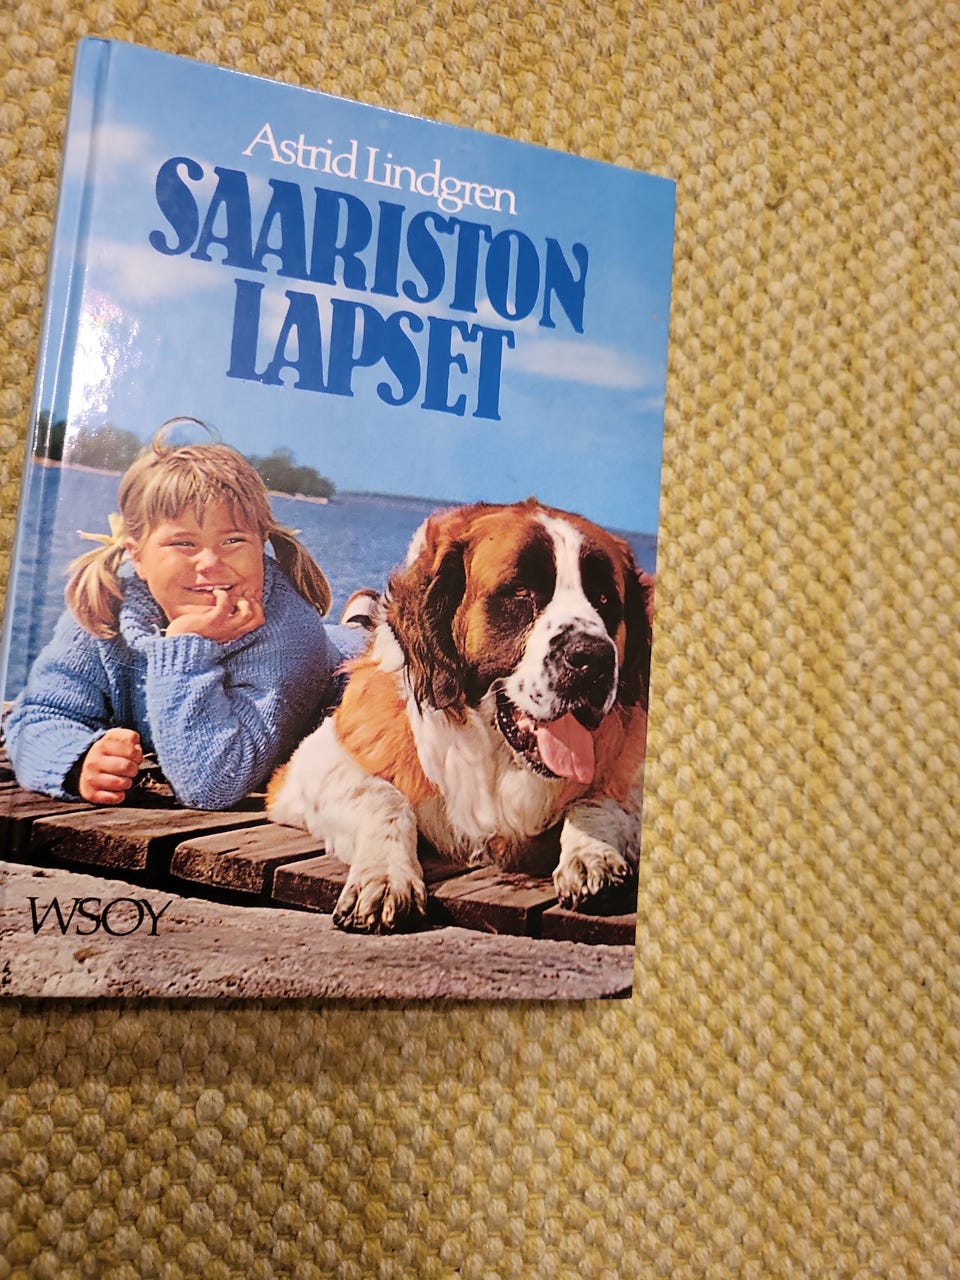 Astrid Lindgren
SAARISTON
LAPSET
WSOY